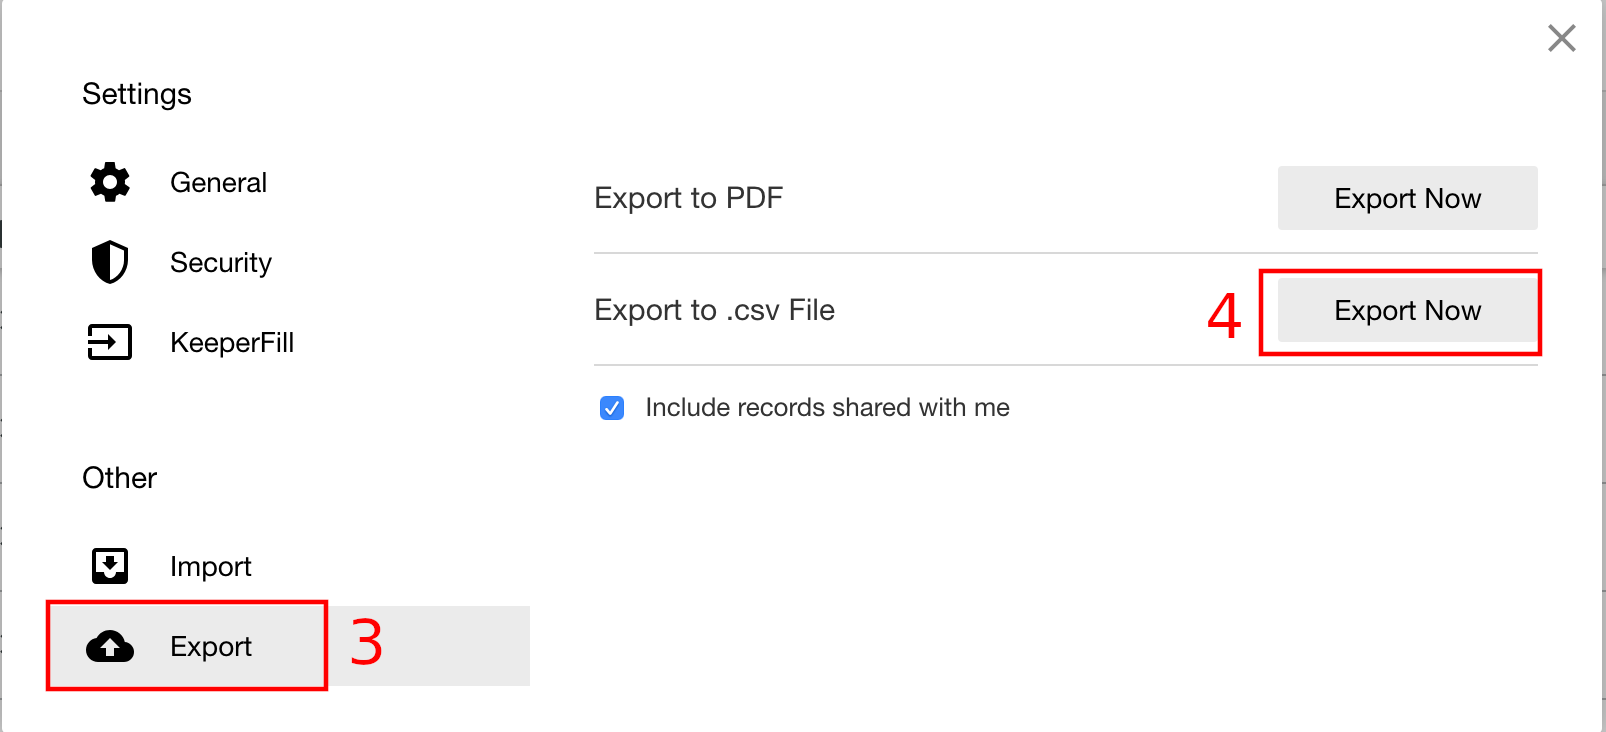 Settings
General
Security
KeeperFill
Other
Import
Export 3
Export to PDF Export Now
Export to .csv File 4 Export Now
Include records shared with me